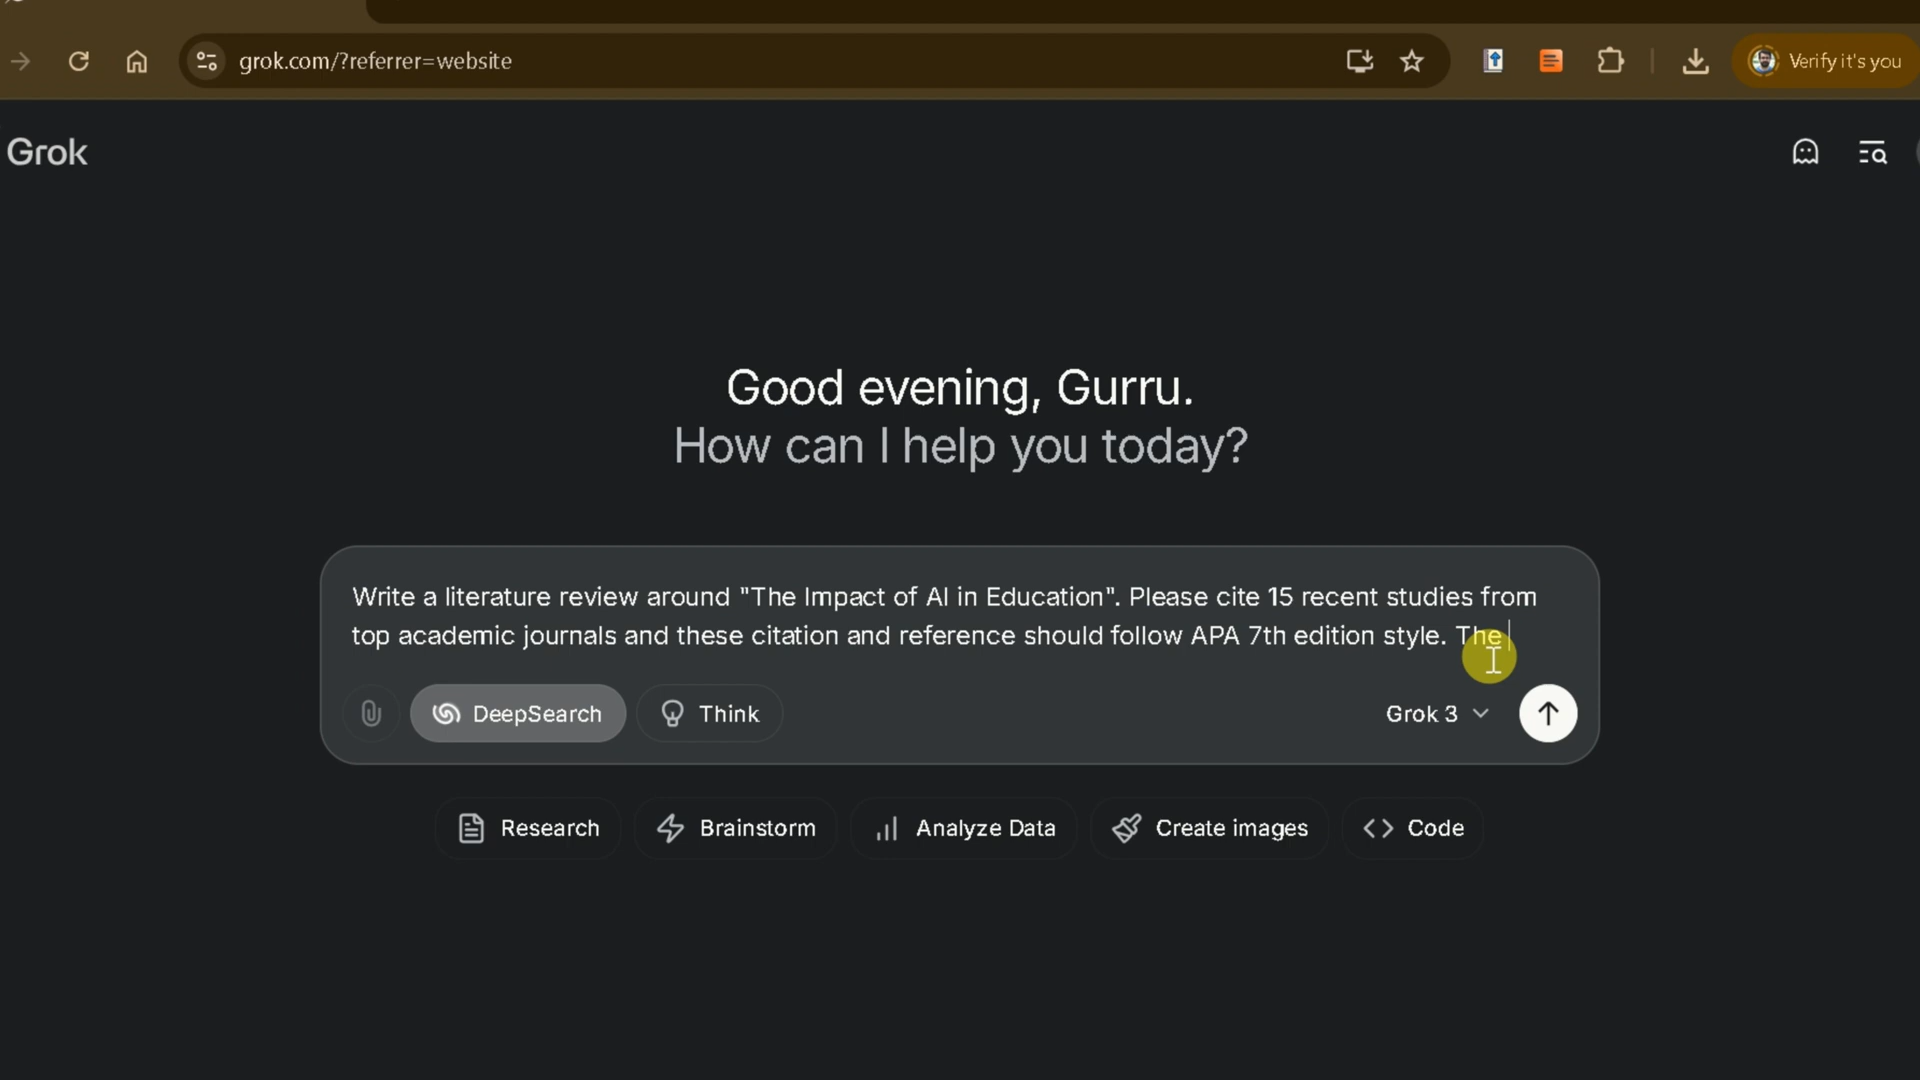 grok.com/?referrer=website
Verify it's you
Grok
Good evening, Gurru.
How can I help you today?
Write a literature review around "The Impact of AI in Education". Please cite 15 recent studies from
top academic journals and these citation and reference should follow APA 7th edition style. The
DeepSearch
Think
Grok 3
Research
Brainstorm
Analyze Data
Create images
Code